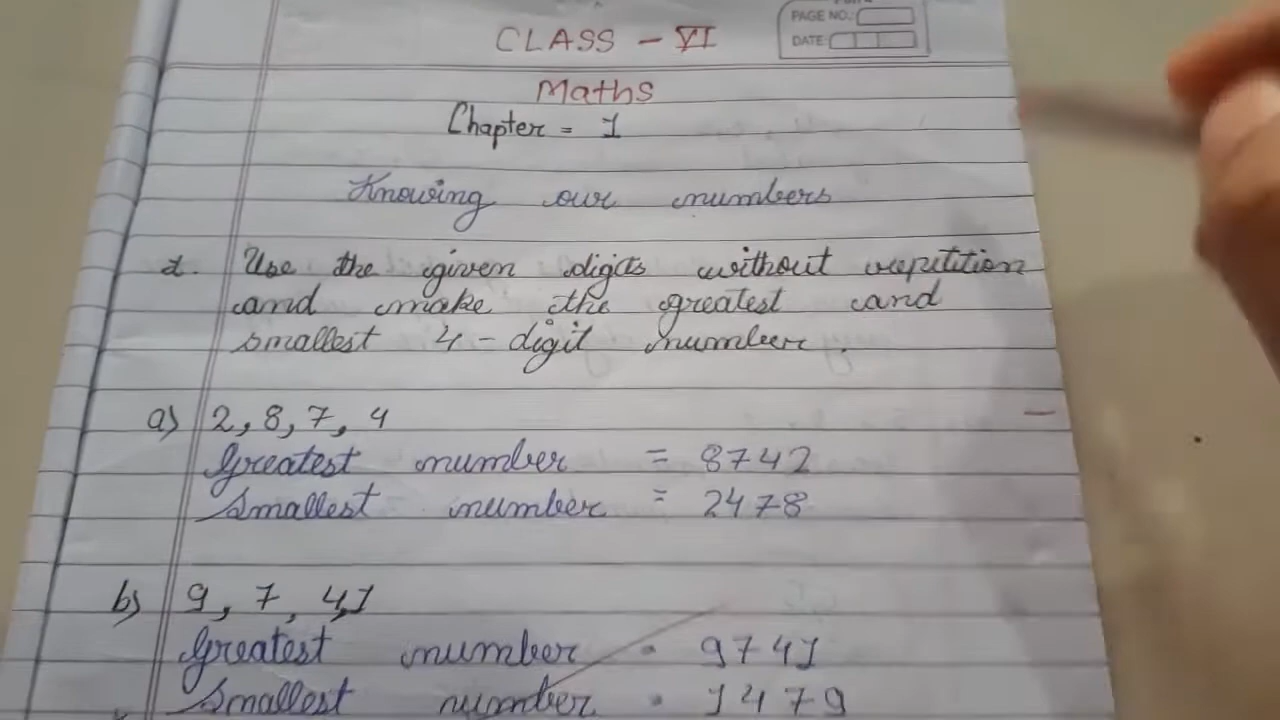 PAGE NO.:
DATE:
CLASS - VI
Maths
Chapter = 1
Knowing our numbers
1. Use the given digits without repitition
and make the greatest and
smallest 4-digit number.
a) 2, 8, 7, 4
Greatest number = 8742
Smallest number = 2478
b) 9, 7, 4, 1
Greatest number = 9741
Smallest number = 1479